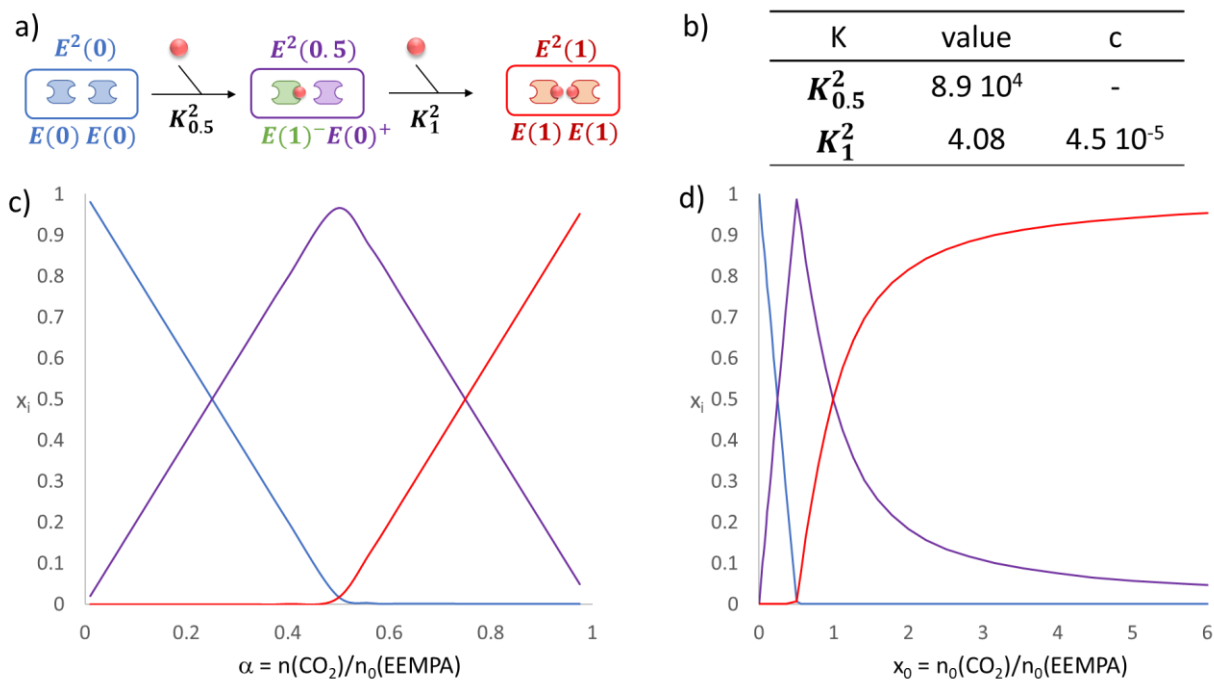 a)
E²(0)
E²(0.5)
E²(1)
K²₀.₅
K²₁
E(0) E(0)
E(1)⁻E(0)⁺
E(1) E(1)
b)
K value c
K²₀.₅ 8.9 10⁴ -
K²₁ 4.08 4.5 10⁻⁵
c)
1
0.9
0.8
0.7
0.6
0.5
0.4
0.3
0.2
0.1
0
xᵢ
0 0.2 0.4 0.6 0.8 1
α = n(CO₂)/n₀(EEMPA)
d)
1
0.9
0.8
0.7
0.6
0.5
0.4
0.3
0.2
0.1
0
xᵢ
0 1 2 3 4 5 6
x₀ = n₀(CO₂)/n₀(EEMPA)